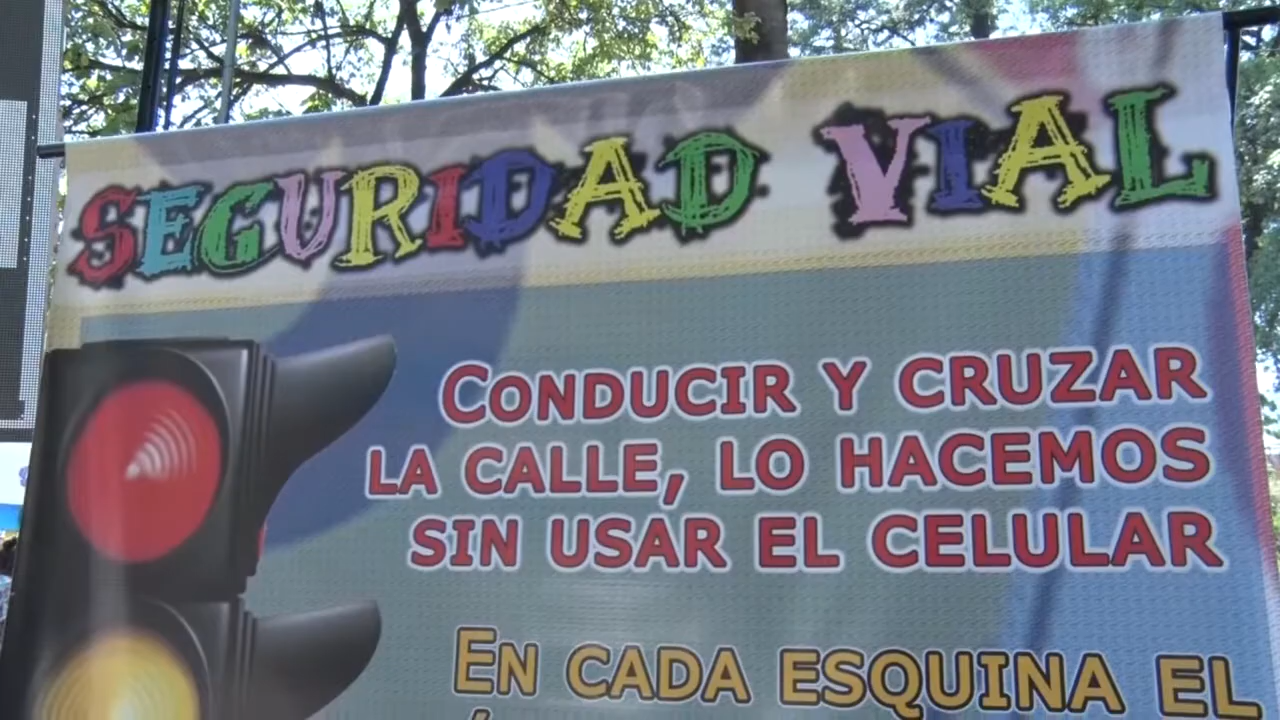 SEGURIDAD VIAL
CONDUCIR Y CRUZAR
LA CALLE, LO HACEMOS
SIN USAR EL CELULAR
EN CADA ESQUINA EL